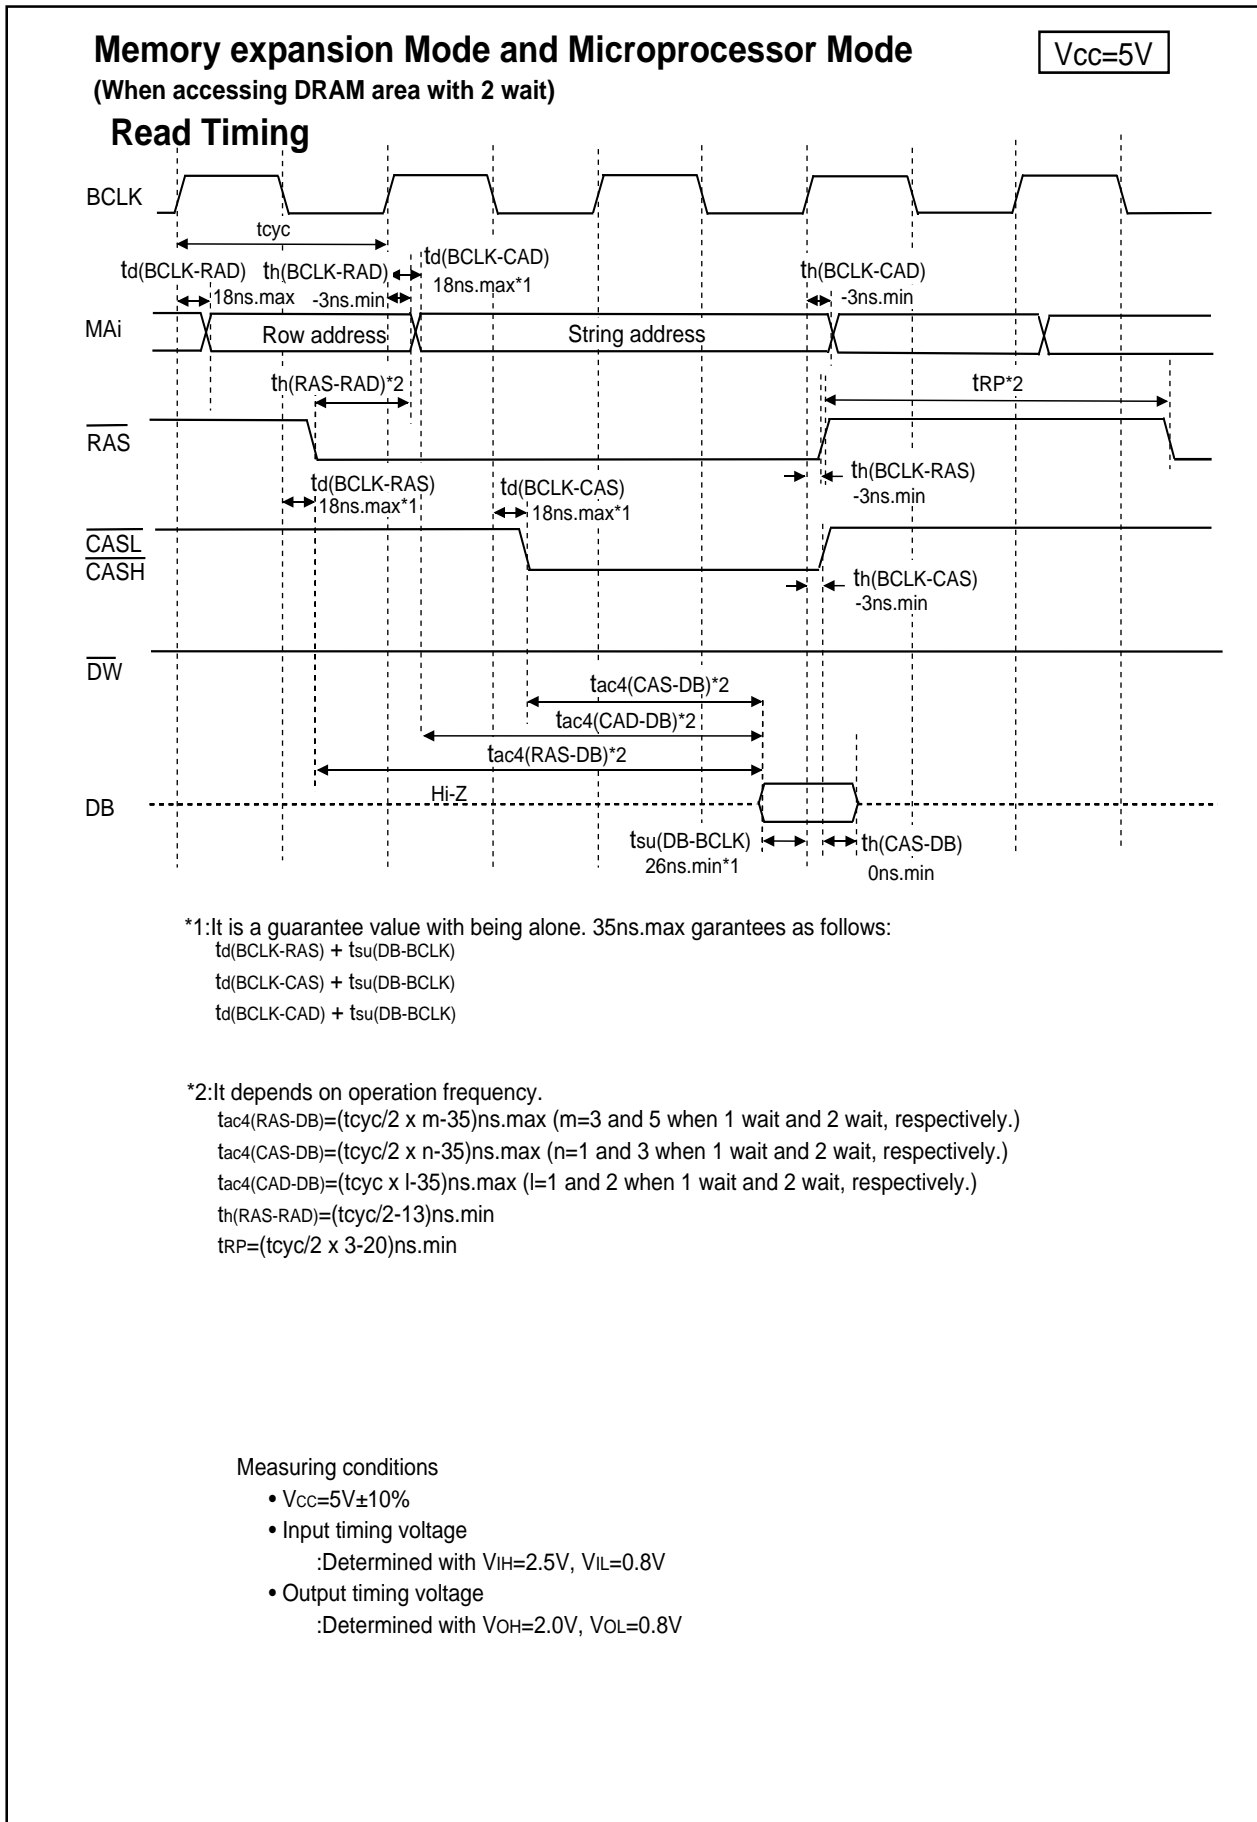 Memory expansion Mode and Microprocessor Mode
Vcc=5V
(When accessing DRAM area with 2 wait)
Read Timing
BCLK
tcyc
td(BCLK-RAD)
18ns.max
th(BCLK-RAD)
-3ns.min
td(BCLK-CAD)
18ns.max*1
th(BCLK-CAD)
-3ns.min
MAi
Row address
String address
th(RAS-RAD)*2
tRP*2
RAS
td(BCLK-RAS)
18ns.max*1
td(BCLK-CAS)
18ns.max*1
th(BCLK-RAS)
-3ns.min
CASL
CASH
th(BCLK-CAS)
-3ns.min
DW
tac4(CAS-DB)*2
tac4(CAD-DB)*2
tac4(RAS-DB)*2
DB
Hi-Z
tsu(DB-BCLK)
26ns.min*1
th(CAS-DB)
0ns.min
*1:It is a guarantee value with being alone. 35ns.max garantees as follows:
td(BCLK-RAS) + tsu(DB-BCLK)
td(BCLK-CAS) + tsu(DB-BCLK)
td(BCLK-CAD) + tsu(DB-BCLK)
*2:It depends on operation frequency.
tac4(RAS-DB)=(tcyc/2 x m-35)ns.max (m=3 and 5 when 1 wait and 2 wait, respectively.)
tac4(CAS-DB)=(tcyc/2 x n-35)ns.max (n=1 and 3 when 1 wait and 2 wait, respectively.)
tac4(CAD-DB)=(tcyc x l-35)ns.max (l=1 and 2 when 1 wait and 2 wait, respectively.)
th(RAS-RAD)=(tcyc/2-13)ns.min
tRP=(tcyc/2 x 3-20)ns.min
Measuring conditions
• VCC=5V±10%
• Input timing voltage
:Determined with VIH=2.5V, VIL=0.8V
• Output timing voltage
:Determined with VOH=2.0V, VOL=0.8V